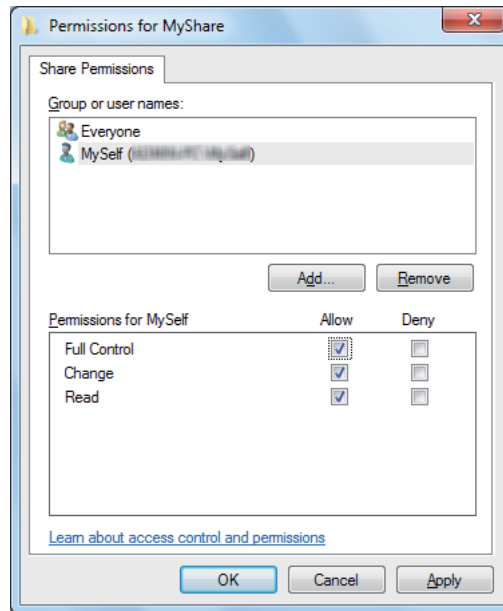 Permissions for MyShare
Share Permissions
Group or user names:
Everyone
MySelf (
)
Add...
Remove
Permissions for MySelf Allow Deny
Full Control
Change
Read
Learn about access control and permissions
OK Cancel Apply